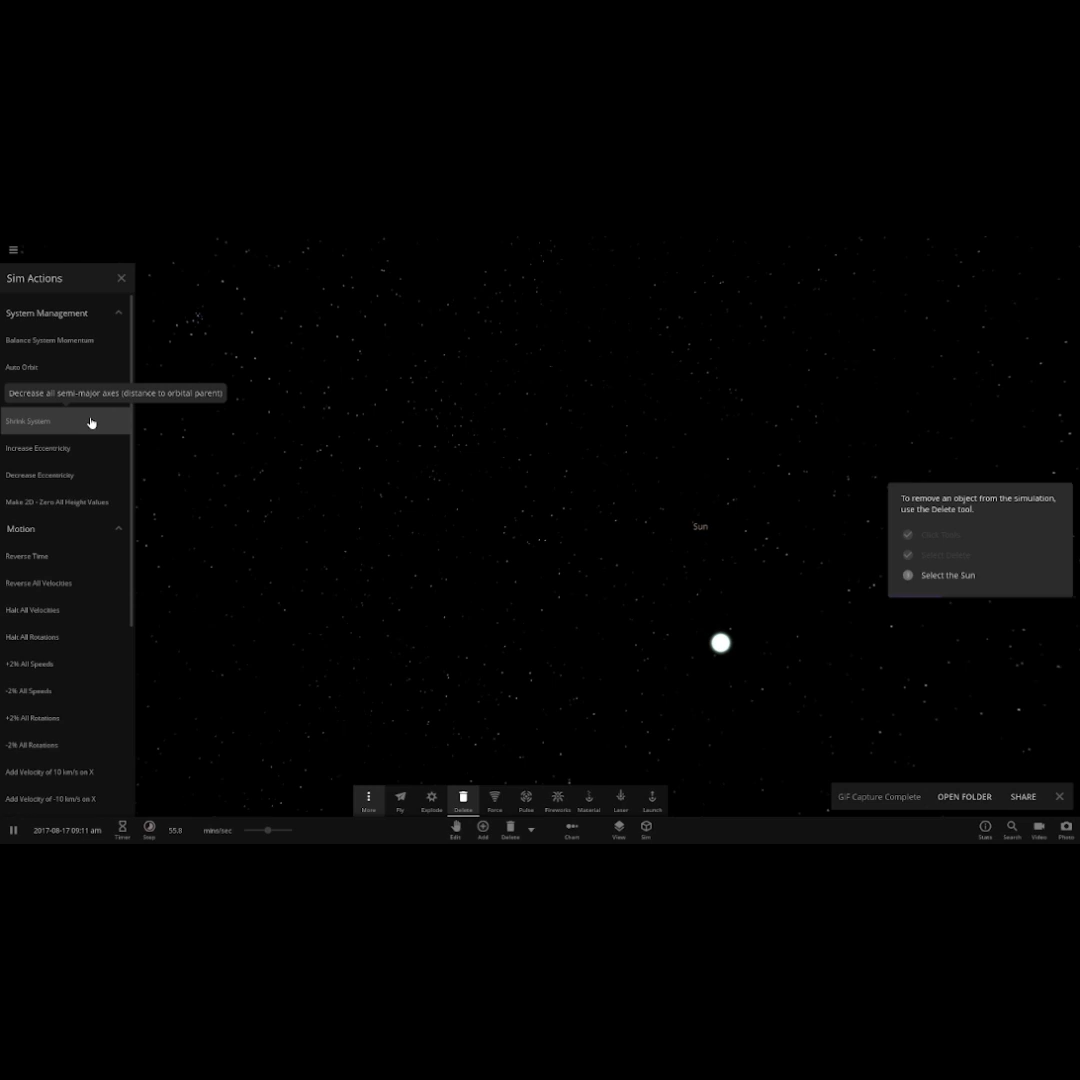 Sim Actions
System Management
Balance System Momentum
Auto Orbit
Decrease all semi-major axes (distance to orbital parent)
Shrink System
Increase Eccentricity
Decrease Eccentricity
Make 2D - Zero All Height Values
Motion
Reverse Time
Reverse All Velocities
Halt All Velocities
Halt All Rotations
+2% All Speeds
-2% All Speeds
+2% All Rotations
-2% All Rotations
Add Velocity of 10 km/s on X
Add Velocity of -10 km/s on X
Sun
To remove an object from the simulation,
use the Delete tool.
Click Tools
Select Delete
Select the Sun
GIF Capture Complete OPEN FOLDER SHARE
More Fly Explode Delete Force Pulse Fireworks Material Laser Launch
2017-08-17 09:11 am Timer Step 55.8 mins/sec Edit Add Delete Chart View Sim Stats Search Video Photo